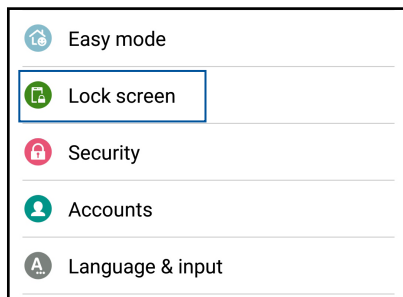 Easy mode
Lock screen
Security
Accounts
Language & input